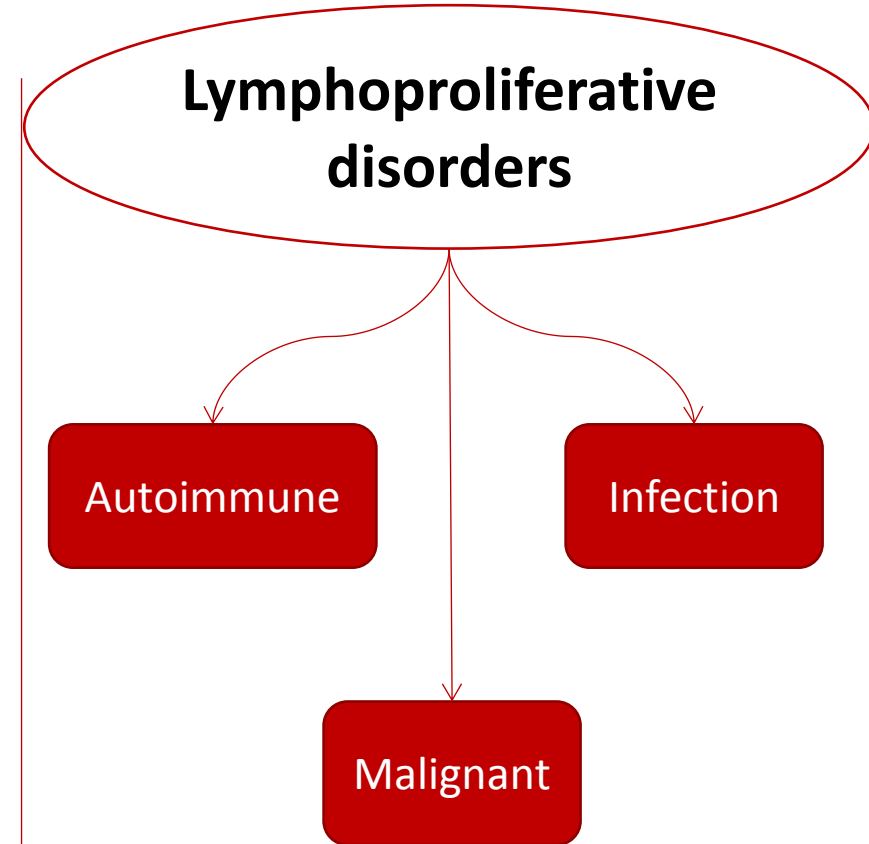 Lymphoproliferative
disorders
Autoimmune
Infection
Malignant